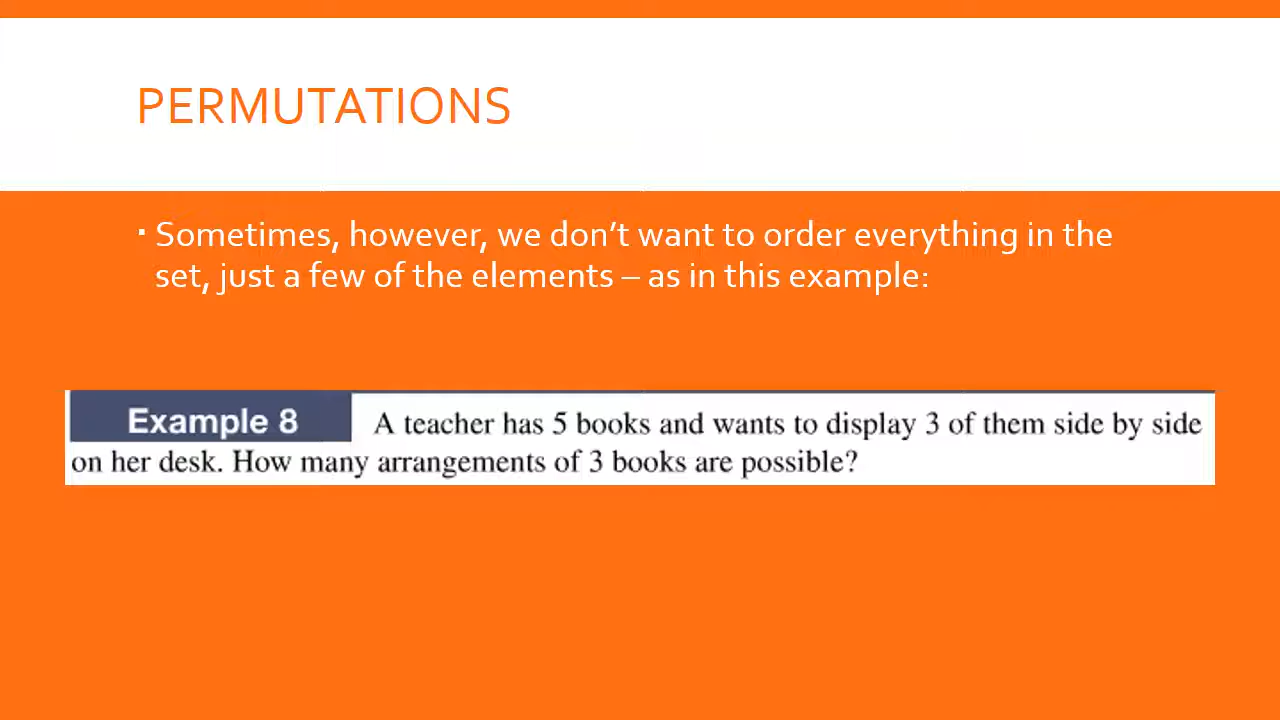 PERMUTATIONS
▪ Sometimes, however, we don’t want to order everything in the
set, just a few of the elements – as in this example:
Example 8 A teacher has 5 books and wants to display 3 of them side by side
on her desk. How many arrangements of 3 books are possible?